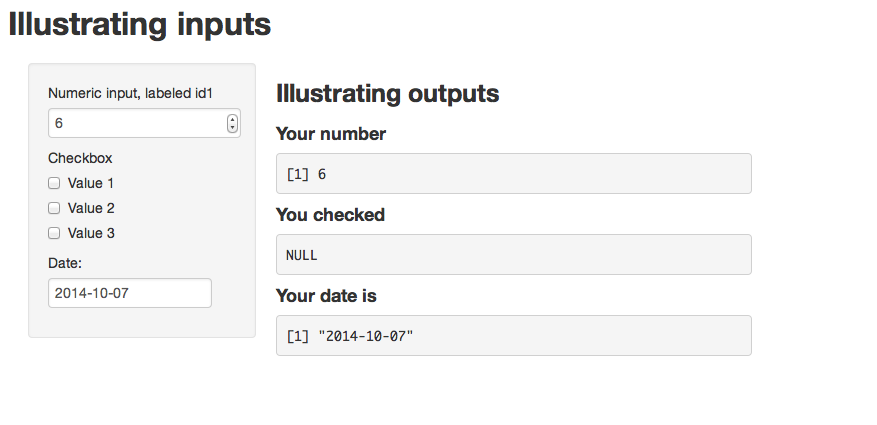 Illustrating inputs
Numeric input, labeled id1
6
Checkbox
Value 1
Value 2
Value 3
Date:
2014-10-07
Illustrating outputs
Your number
[1] 6
You checked
NULL
Your date is
[1] "2014-10-07"